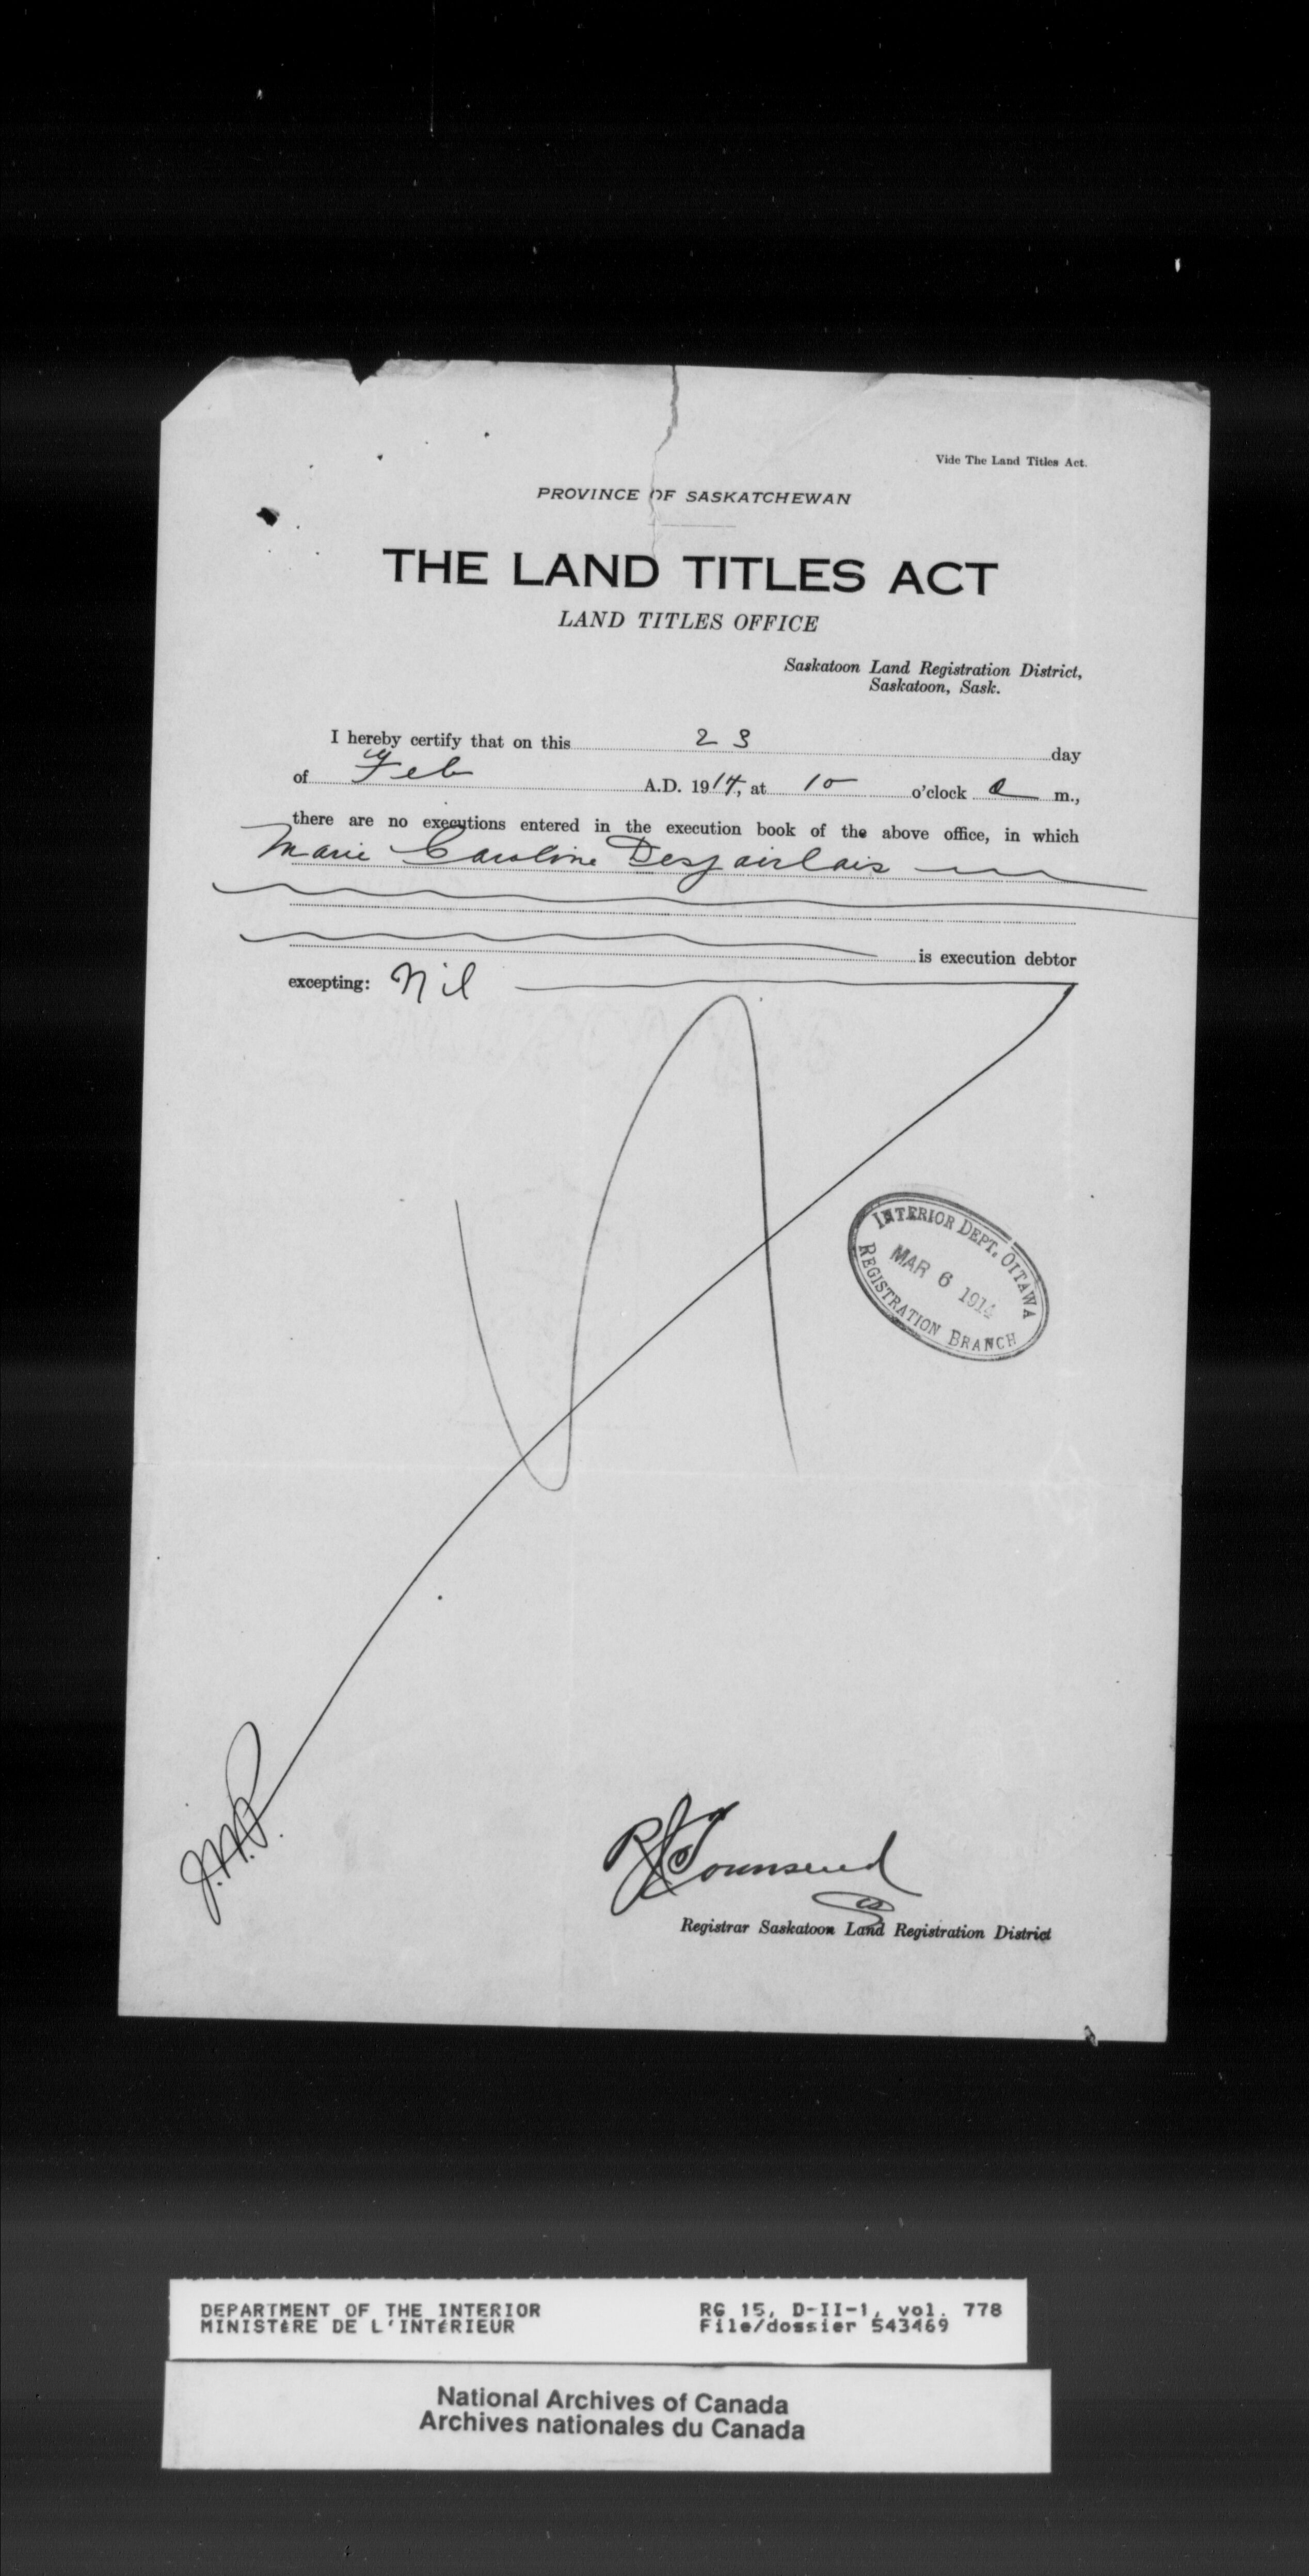 Vide The Land Titles Act.
PROVINCE OF SASKATCHEWAN
THE LAND TITLES ACT
LAND TITLES OFFICE
Saskatoon Land Registration District,
Saskatoon, Sask.
I hereby certify that on this 23 day
of Feb A.D. 1914, at 10 o'clock a m.,
there are no executions entered in the execution book of the above office, in which
Marie Caroline Desjairlais
is execution debtor
excepting: Nil
INTERIOR DEPT. OTTAWA
MAR 6 1914
REGISTRATION BRANCH
Townsend
Registrar Saskatoon Land Registration District
DEPARTMENT OF THE INTERIOR RG 15, D-II-1, vol. 778
MINISTÈRE DE L'INTÉRIEUR File/dossier 543469
National Archives of Canada
Archives nationales du Canada